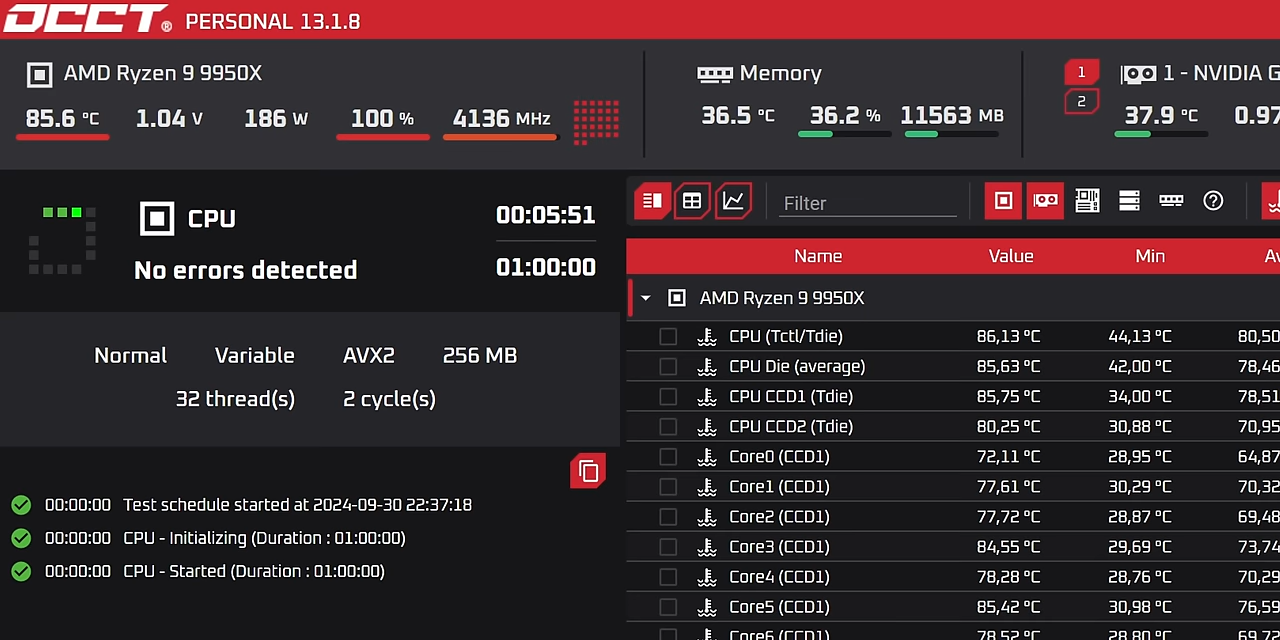 OCCT® PERSONAL 13.1.8
AMD Ryzen 9 9950X
85.6 °C 1.04 V 186 W 100 % 4136 MHz
Memory
36.5 °C 36.2 % 11563 MB
1
2
1 - NVIDIA G
37.9 °C 0.97
CPU
No errors detected
00:05:51
01:00:00
Normal Variable AVX2 256 MB
32 thread(s) 2 cycle(s)
00:00:00 Test schedule started at 2024-09-30 22:37:18
00:00:00 CPU - Initializing (Duration : 01:00:00)
00:00:00 CPU - Started (Duration : 01:00:00)
Filter
Name Value Min Av
AMD Ryzen 9 9950X
CPU (Tctl/Tdie) 86,13 °C 44,13 °C 80,50
CPU Die (average) 85,63 °C 42,00 °C 78,46
CPU CCD1 (Tdie) 85,75 °C 34,00 °C 78,51
CPU CCD2 (Tdie) 80,25 °C 30,88 °C 70,95
Core0 (CCD1) 72,11 °C 28,95 °C 64,87
Core1 (CCD1) 77,61 °C 30,29 °C 70,32
Core2 (CCD1) 77,72 °C 28,87 °C 69,48
Core3 (CCD1) 84,55 °C 29,69 °C 73,74
Core4 (CCD1) 78,28 °C 28,76 °C 70,29
Core5 (CCD1) 85,42 °C 30,98 °C 76,59
Core6 (CCD1) 78,52 °C 28,80 °C 69,72